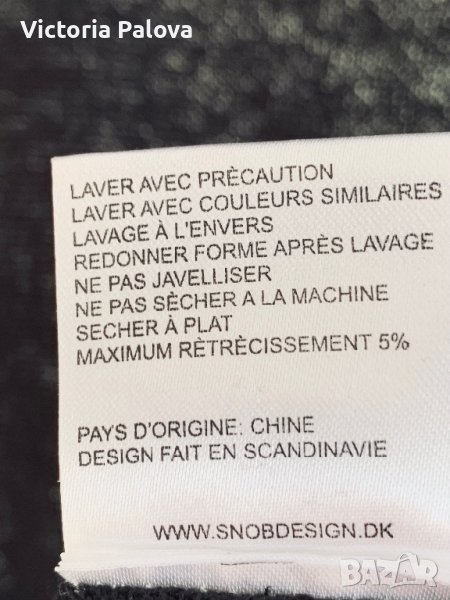 Victoria Palova
LAVER AVEC PRÈCAUTION
LAVER AVEC COULEURS SIMILAIRES
LAVAGE À L'ENVERS
REDONNER FORME APRÈS LAVAGE
NE PAS JAVELLISER
NE PAS SÈCHER A LA MACHINE
SECHER À PLAT
MAXIMUM RÈTRÈCISSEMENT 5%
PAYS D'ORIGINE: CHINE
DESIGN FAIT EN SCANDINAVIE
WWW.SNOBDESIGN.DK
BAZAR